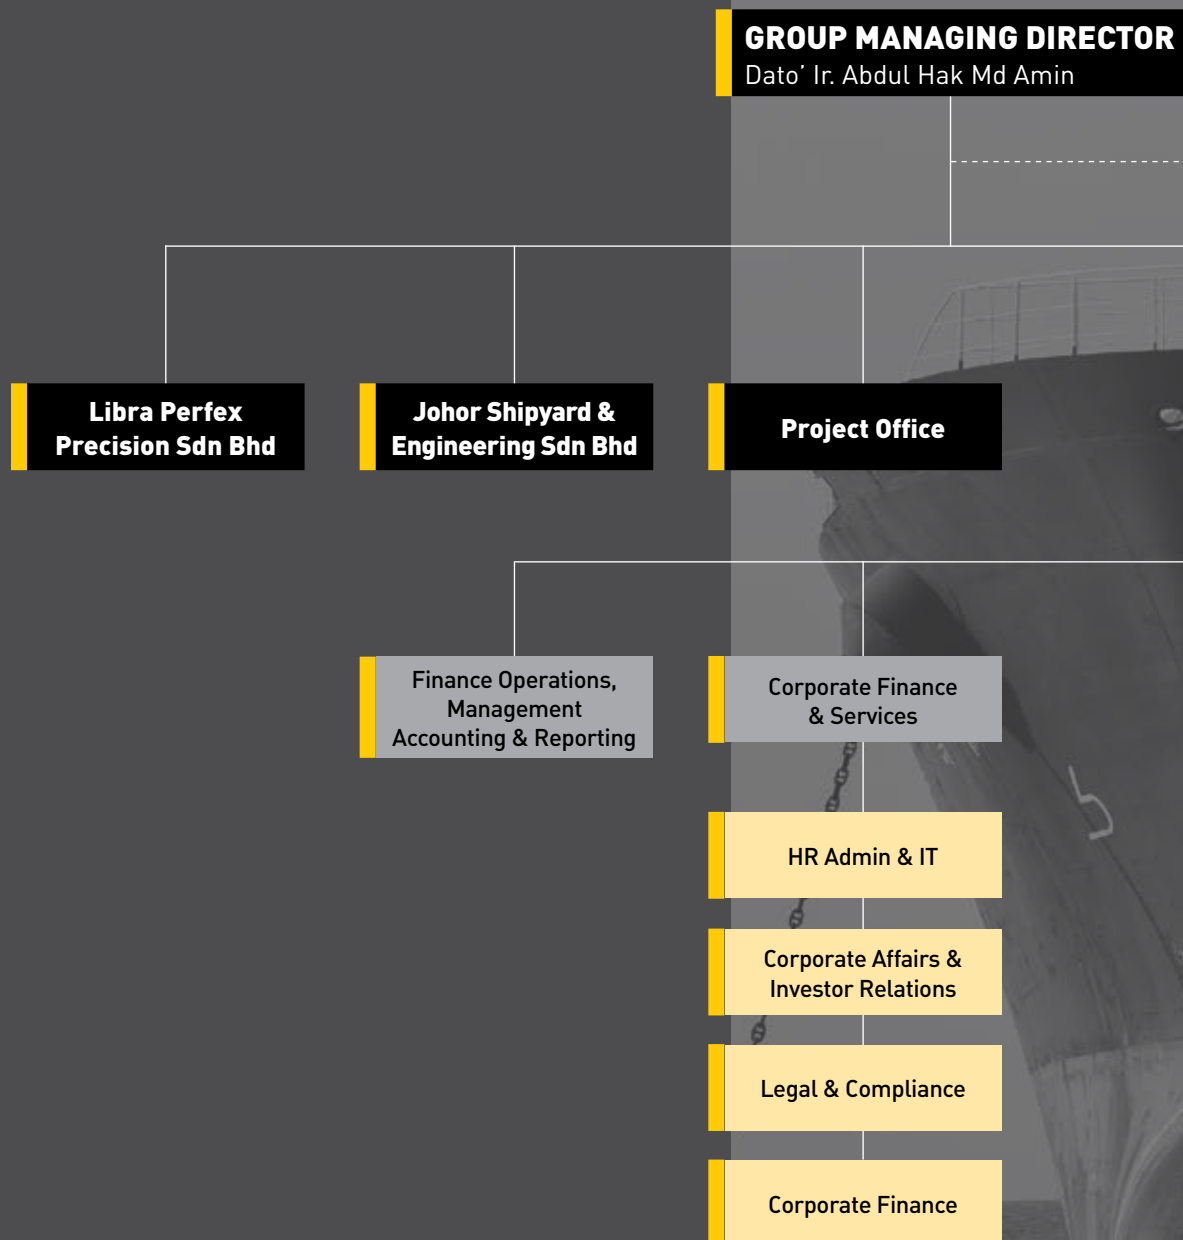 GROUP MANAGING DIRECTOR
Dato’ Ir. Abdul Hak Md Amin
Libra Perfex
Precision Sdn Bhd
Johor Shipyard &
Engineering Sdn Bhd
Project Office
Finance Operations,
Management
Accounting & Reporting
Corporate Finance
& Services
HR Admin & IT
Corporate Affairs &
Investor Relations
Legal & Compliance
Corporate Finance